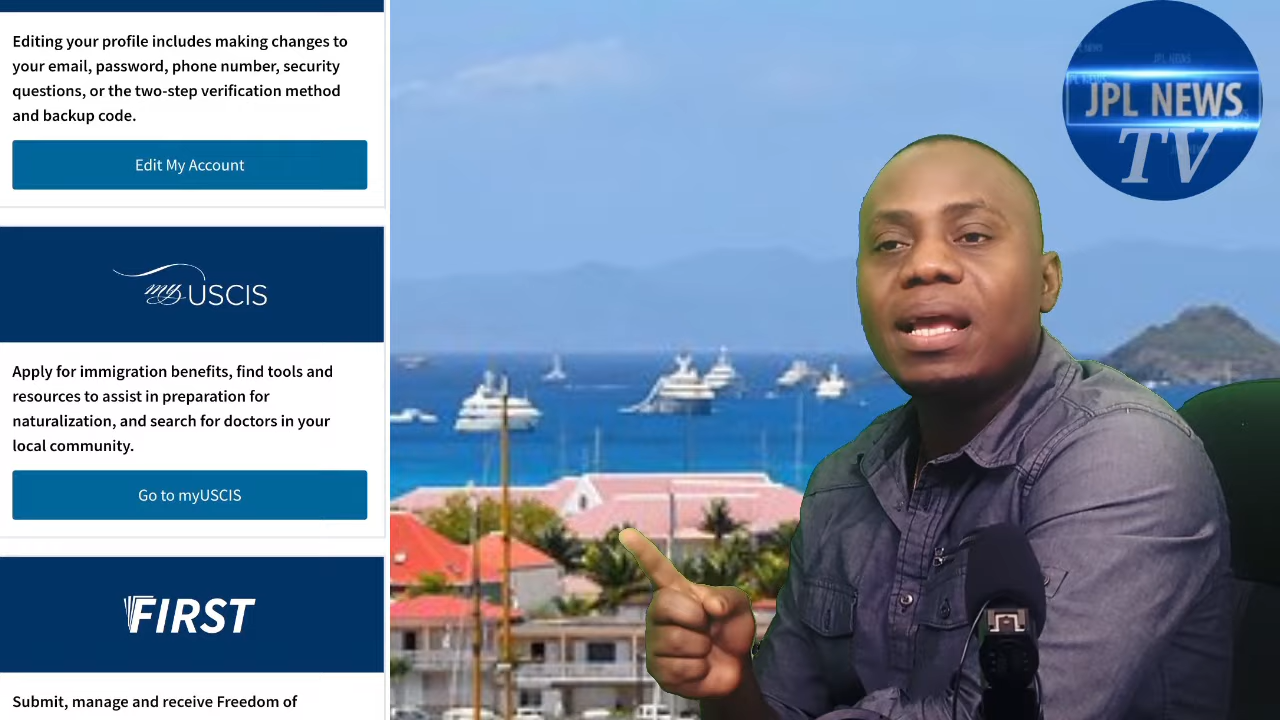 Editing your profile includes making changes to
your email, password, phone number, security
questions, or the two-step verification method
and backup code.
Edit My Account
my USCIS
Apply for immigration benefits, find tools and
resources to assist in preparation for
naturalization, and search for doctors in your
local community.
Go to myUSCIS
FIRST
Submit, manage and receive Freedom of
JPL NEWS
TV